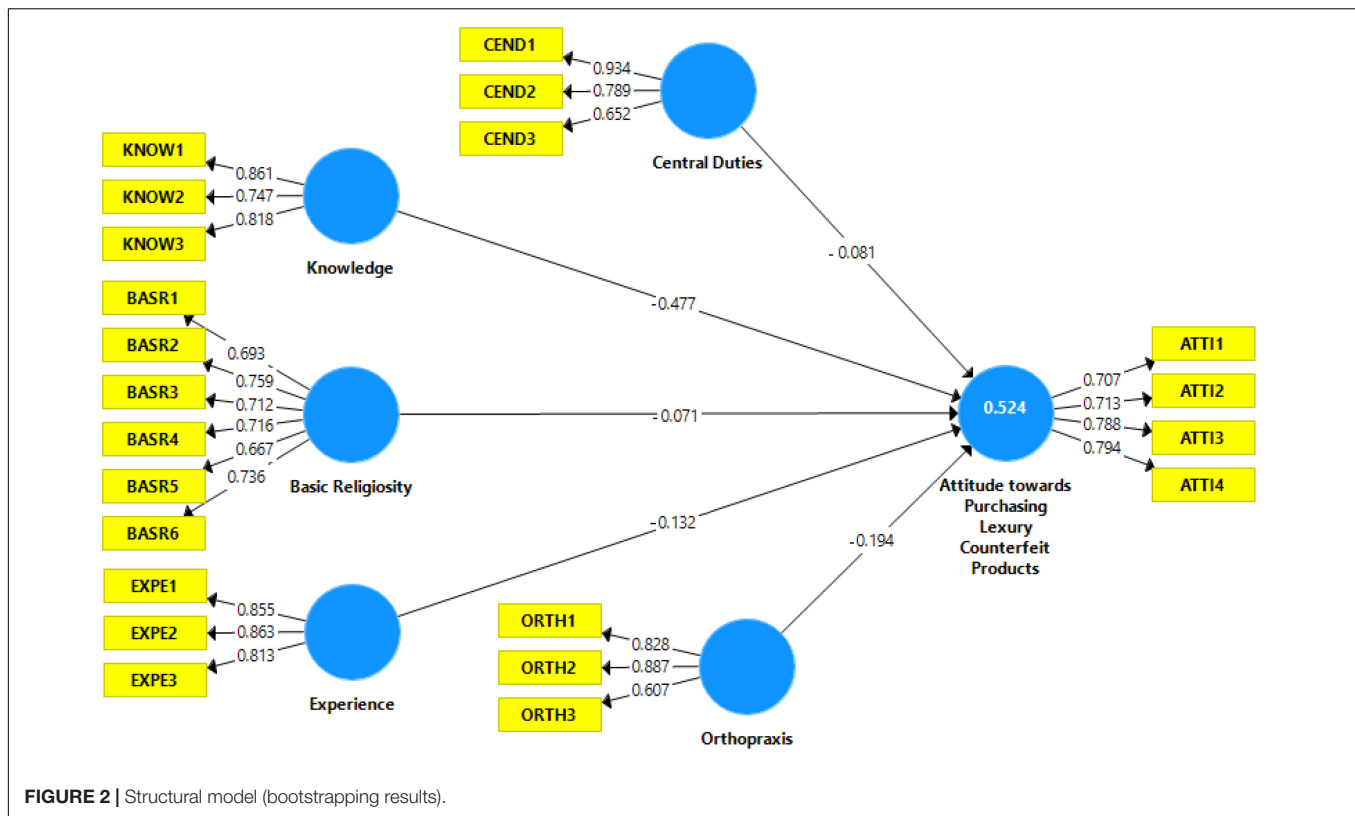 CEND1
0.934
CEND2
0.789
CEND3
0.652
Central Duties
KNOW1
0.861
KNOW2
0.747
KNOW3
0.818
Knowledge
BASR1
0.693
BASR2
0.759
BASR3
0.712
BASR4
0.716
BASR5
0.667
BASR6
0.736
Basic Religiosity
EXPE1
0.855
EXPE2
0.863
EXPE3
0.813
Experience
ORTH1
0.828
ORTH2
0.887
ORTH3
0.607
Orthopraxis
- 0.081
-0.477
-0.071
-0.132
-0.194
0.524
Attitude towards
Purchasing
Lexury
Counterfeit
Products
ATTI1
0.707
ATTI2
0.713
ATTI3
0.788
ATTI4
0.794
FIGURE 2 | Structural model (bootstrapping results).